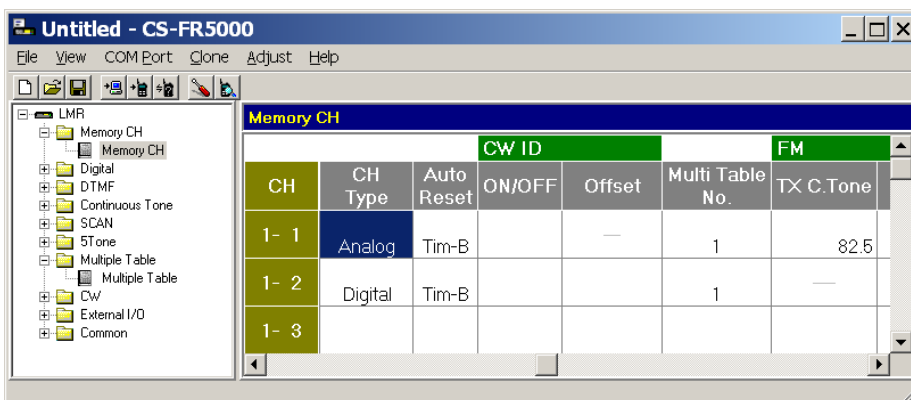 Untitled - CS-FR5000
File View COM Port Clone Adjust Help
LMR
Memory CH
Memory CH
Digital
DTMF
Continuous Tone
SCAN
5Tone
Multiple Table
Multiple Table
CW
External I/O
Common
Memory CH
CW ID FM
CH CH Type Auto Reset ON/OFF Offset Multi Table No. TX C.Tone
1- 1 Analog Tim-B — 1 82.5
1- 2 Digital Tim-B 1 —
1- 3